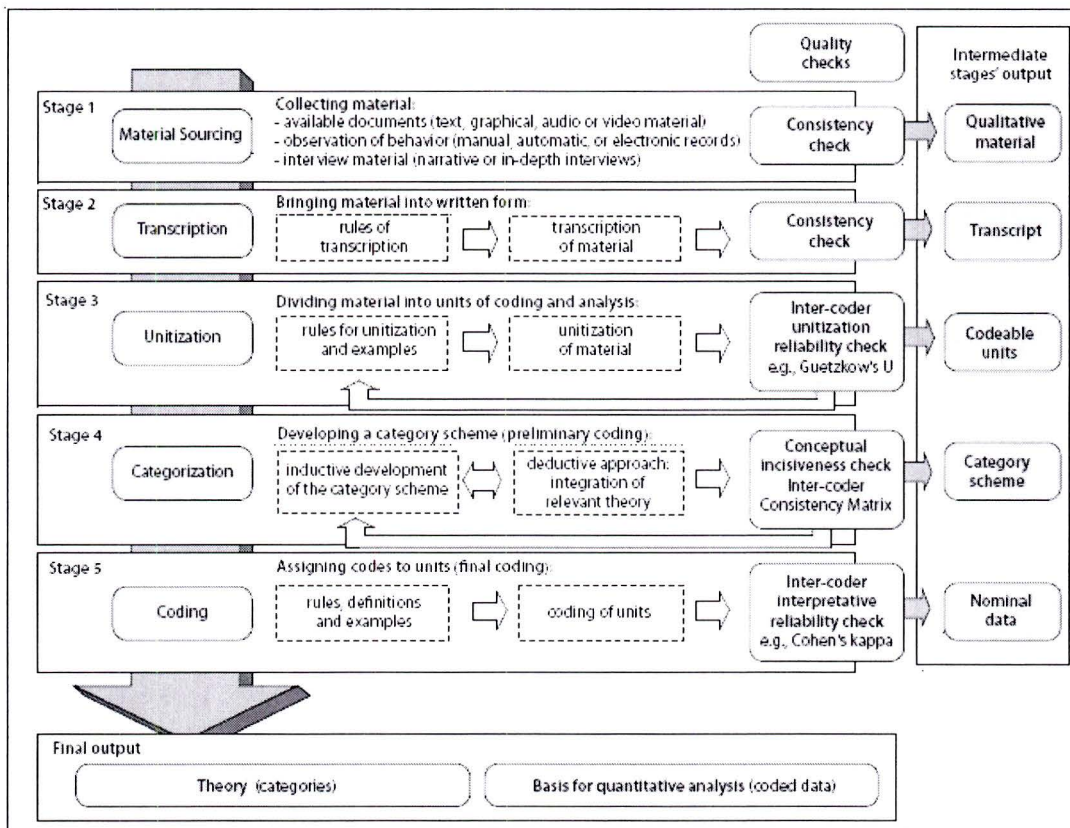 Quality
checks
Intermediate
stages' output
Stage 1
Material Sourcing
Collecting material:
- available documents (text, graphical, audio or video material)
- observation of behavior (manual, automatic, or electronic records)
- interview material (narrative or in-depth interviews)
Consistency
check
Qualitative
material
Stage 2
Transcription
Bringing material into written form:
rules of
transcription
transcription
of material
Consistency
check
Transcript
Stage 3
Unitization
Dividing material into units of coding and analysis:
rules for unitization
and examples
unitization
of material
Inter-coder
unitization
reliability check
e.g., Guetzkow's U
Codeable
units
Stage 4
Categorization
Developing a category scheme (preliminary coding):
inductive development
of the category scheme
deductive approach:
integration of
relevant theory
Conceptual
incisiveness check
Inter-coder
Consistency Matrix
Category
scheme
Stage 5
Coding
Assigning codes to units (final coding):
rules, definitions
and examples
coding of units
Inter-coder
interpretative
reliability check
e.g., Cohen's kappa
Nominal
data
Final output
Theory (categories)
Basis for quantitative analysis (coded data)